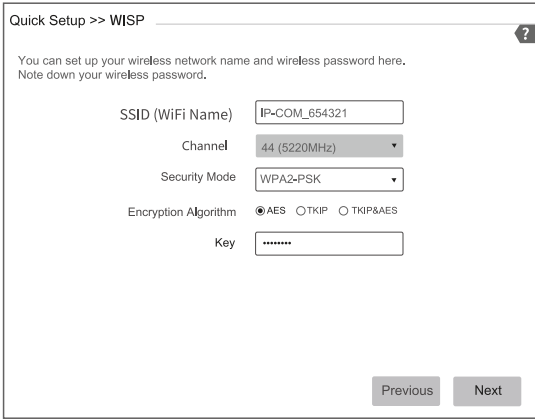 Quick Setup >> WISP
?
You can set up your wireless network name and wireless password here.
Note down your wireless password.
SSID (WiFi Name) IP-COM_654321
Channel 44 (5220MHz)
Security Mode WPA2-PSK
Encryption Algorithm AES TKIP TKIP&AES
Key ••••••••
Previous Next